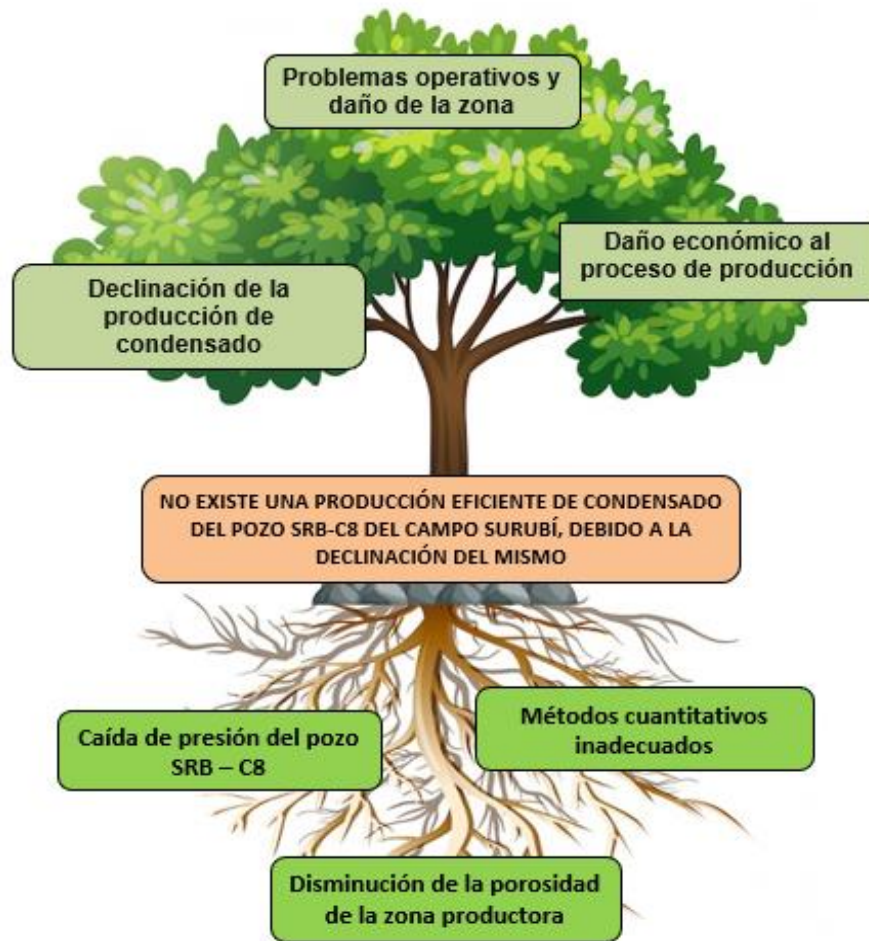 Problemas operativos y
daño de la zona
Daño económico al
proceso de producción
Declinación de la
producción de
condensado
NO EXISTE UNA PRODUCCIÓN EFICIENTE DE CONDENSADO
DEL POZO SRB-C8 DEL CAMPO SURUBÍ, DEBIDO A LA
DECLINACIÓN DEL MISMO
Caída de presión del pozo
SRB – C8
Métodos cuantitativos
inadecuados
Disminución de la porosidad
de la zona productora